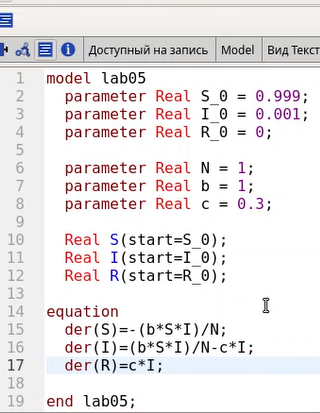 Доступный на запись Model Вид Текст
1 model lab05
2 parameter Real S_0 = 0.999;
3 parameter Real I_0 = 0.001;
4 parameter Real R_0 = 0;
5
6 parameter Real N = 1;
7 parameter Real b = 1;
8 parameter Real c = 0.3;
9
10 Real S(start=S_0);
11 Real I(start=I_0);
12 Real R(start=R_0);
13
14 equation
15 der(S)=-(b*S*I)/N;
16 der(I)=(b*S*I)/N-c*I;
17 der(R)=c*I;
18
19 end lab05;